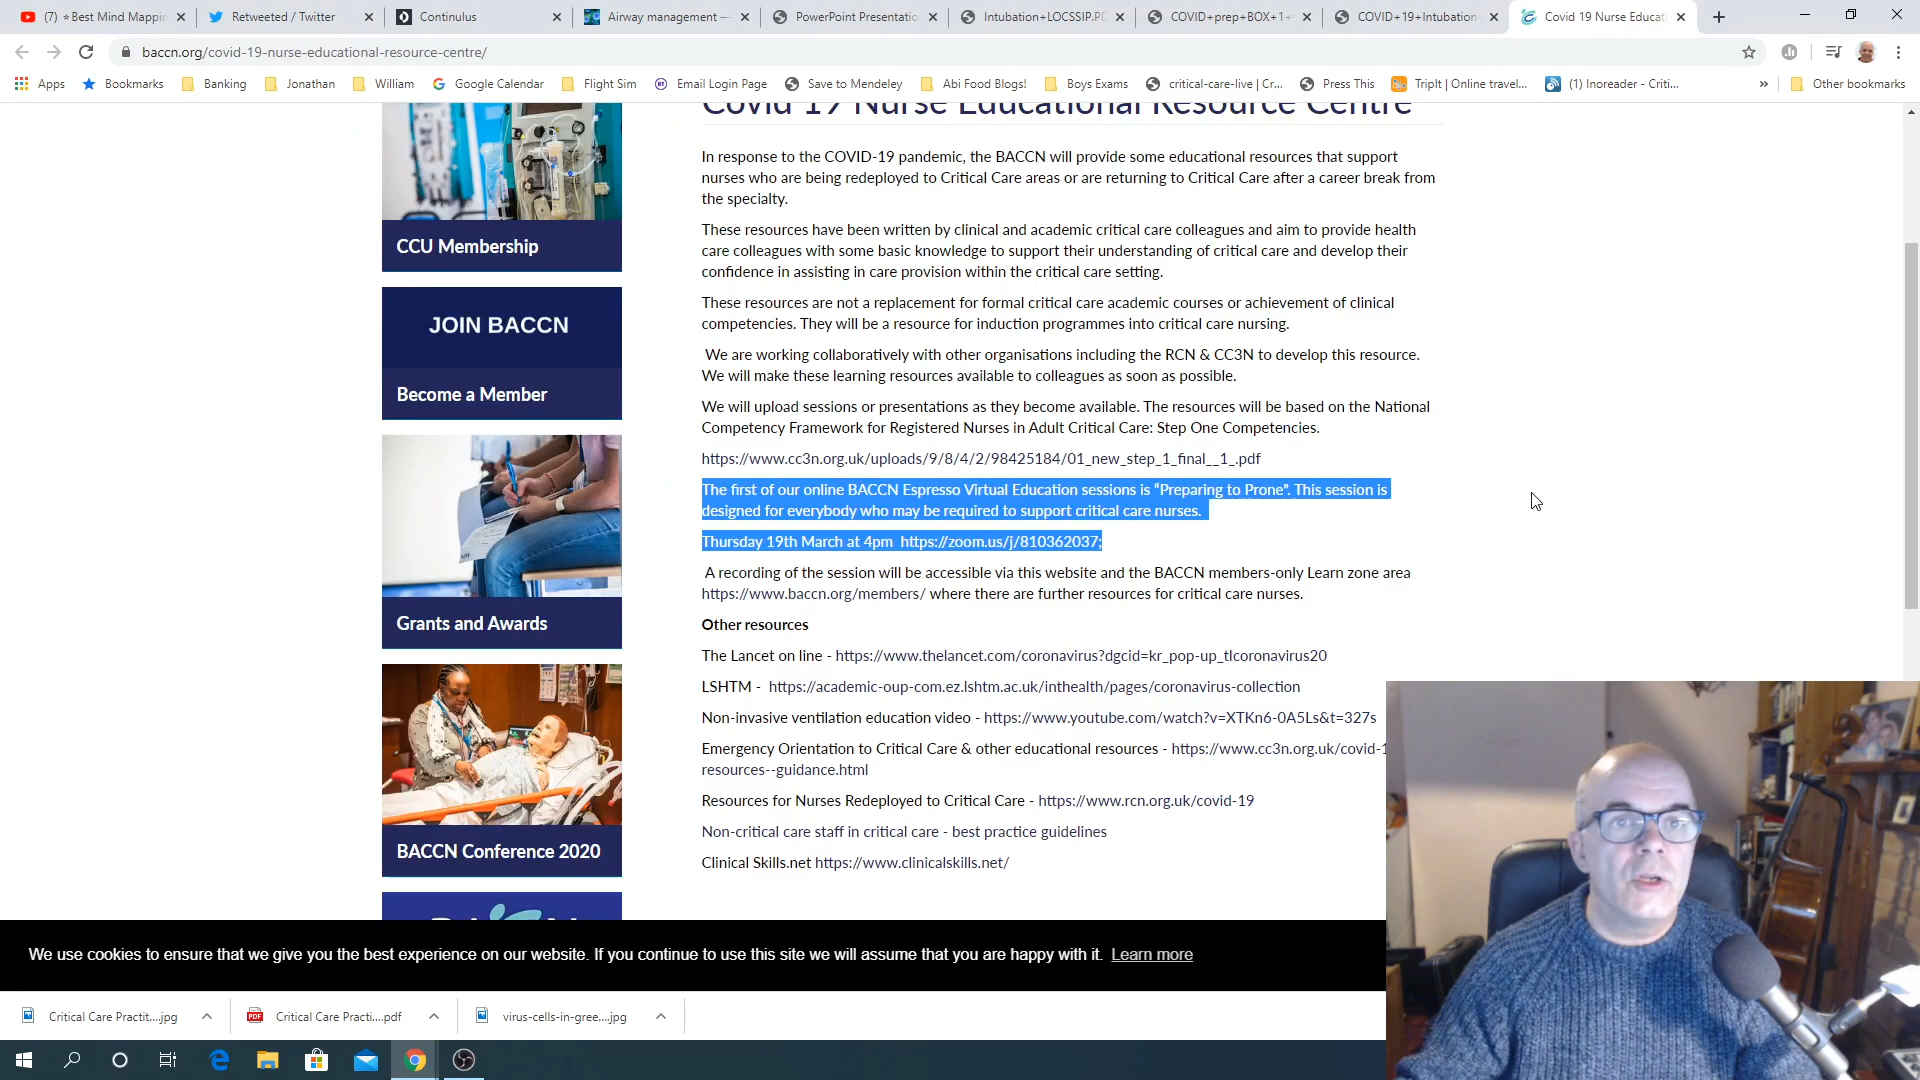 (7) ⭐Best Mind Mappin
Retweeted / Twitter
Continulus
Airway management –
PowerPoint Presentatio
Intubation+LOCSSIP.PD
COVID+prep+BOX+1+
COVID+19+Intubation
Covid 19 Nurse Educat
baccn.org/covid-19-nurse-educational-resource-centre/
Apps
Bookmarks
Banking
Jonathan
William
Google Calendar
Flight Sim
Email Login Page
Save to Mendeley
Abi Food Blogs!
Boys Exams
critical-care-live | Cr...
Press This
TripIt | Online travel...
(1) Inoreader - Criti...
»
Other bookmarks
Covid 19 Nurse Educational Resource Centre
In response to the COVID-19 pandemic, the BACCN will provide some educational resources that support
nurses who are being redeployed to Critical Care areas or are returning to Critical Care after a career break from
the specialty.
These resources have been written by clinical and academic critical care colleagues and aim to provide health
care colleagues with some basic knowledge to support their understanding of critical care and develop their
confidence in assisting in care provision within the critical care setting.
These resources are not a replacement for formal critical care academic courses or achievement of clinical
competencies. They will be a resource for induction programmes into critical care nursing.
We are working collaboratively with other organisations including the RCN & CC3N to develop this resource.
We will make these learning resources available to colleagues as soon as possible.
We will upload sessions or presentations as they become available. The resources will be based on the National
Competency Framework for Registered Nurses in Adult Critical Care: Step One Competencies.
https://www.cc3n.org.uk/uploads/9/8/4/2/98425184/01_new_step_1_final__1_.pdf
The first of our online BACCN Espresso Virtual Education sessions is “Preparing to Prone”. This session is
designed for everybody who may be required to support critical care nurses.
Thursday 19th March at 4pm https://zoom.us/j/810362037;
A recording of the session will be accessible via this website and the BACCN members-only Learn zone area
https://www.baccn.org/members/ where there are further resources for critical care nurses.
Other resources
The Lancet on line - https://www.thelancet.com/coronavirus?dgcid=kr_pop-up_tlcoronavirus20
LSHTM - https://academic-oup-com.ez.lshtm.ac.uk/inthealth/pages/coronavirus-collection
Non-invasive ventilation education video - https://www.youtube.com/watch?v=XTKn6-0A5Ls&t=327s
Emergency Orientation to Critical Care & other educational resources - https://www.cc3n.org.uk/covid-1
resources--guidance.html
Resources for Nurses Redeployed to Critical Care - https://www.rcn.org.uk/covid-19
Non-critical care staff in critical care - best practice guidelines
Clinical Skills.net https://www.clinicalskills.net/
CCU Membership
JOIN BACCN
Become a Member
Grants and Awards
BACCN Conference 2020
We use cookies to ensure that we give you the best experience on our website. If you continue to use this site we will assume that you are happy with it. Learn more
Critical Care Practit....jpg
Critical Care Practi....pdf
virus-cells-in-gree....jpg